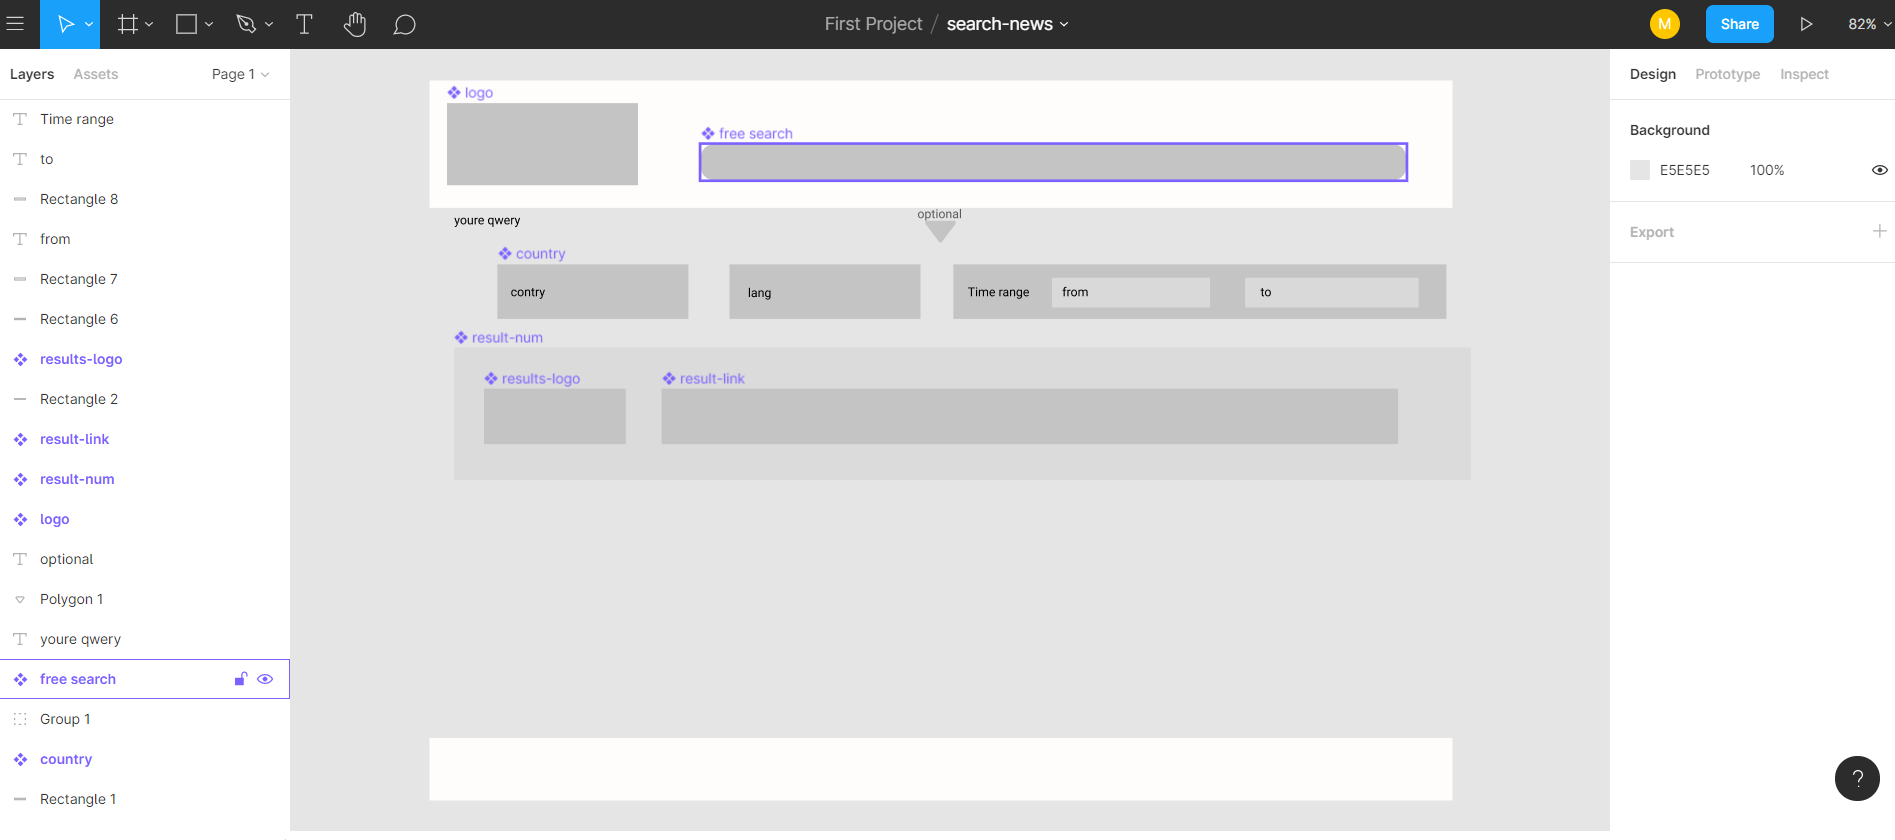 First Project / search-news
M
Share
82%
Layers Assets Page 1
Time range
to
Rectangle 8
from
Rectangle 7
Rectangle 6
results-logo
Rectangle 2
result-link
result-num
logo
optional
Polygon 1
youre qwery
free search
Group 1
country
Rectangle 1
logo
free search
youre qwery
optional
country
contry
lang
Time range from to
result-num
results-logo
result-link
Design Prototype Inspect
Background
E5E5E5 100%
Export
?